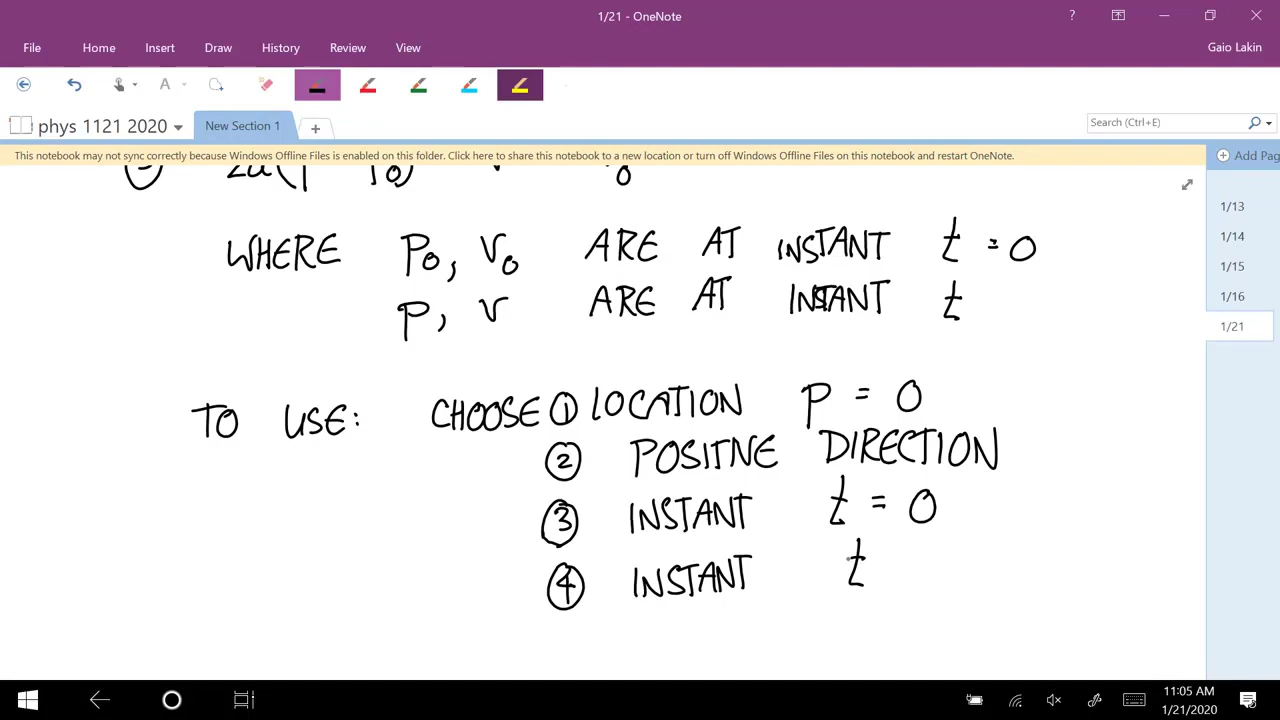 1/21 - OneNote
?
File Home Insert Draw History Review View
Gaio Lakin
A
phys 1121 2020
New Section 1
+
Search (Ctrl+E)
This notebook may not sync correctly because Windows Offline Files is enabled on this folder. Click here to share this notebook to a new location or turn off Windows Offline Files on this notebook and restart OneNote.
Add Pag
1/13
1/14
1/15
1/16
1/21
WHERE p₀, v₀ ARE AT INSTANT t = 0
p, v ARE AT INSTANT t
TO USE: CHOOSE ① LOCATION p = 0
② POSITIVE DIRECTION
③ INSTANT t = 0
④ INSTANT t
11:05 AM
1/21/2020